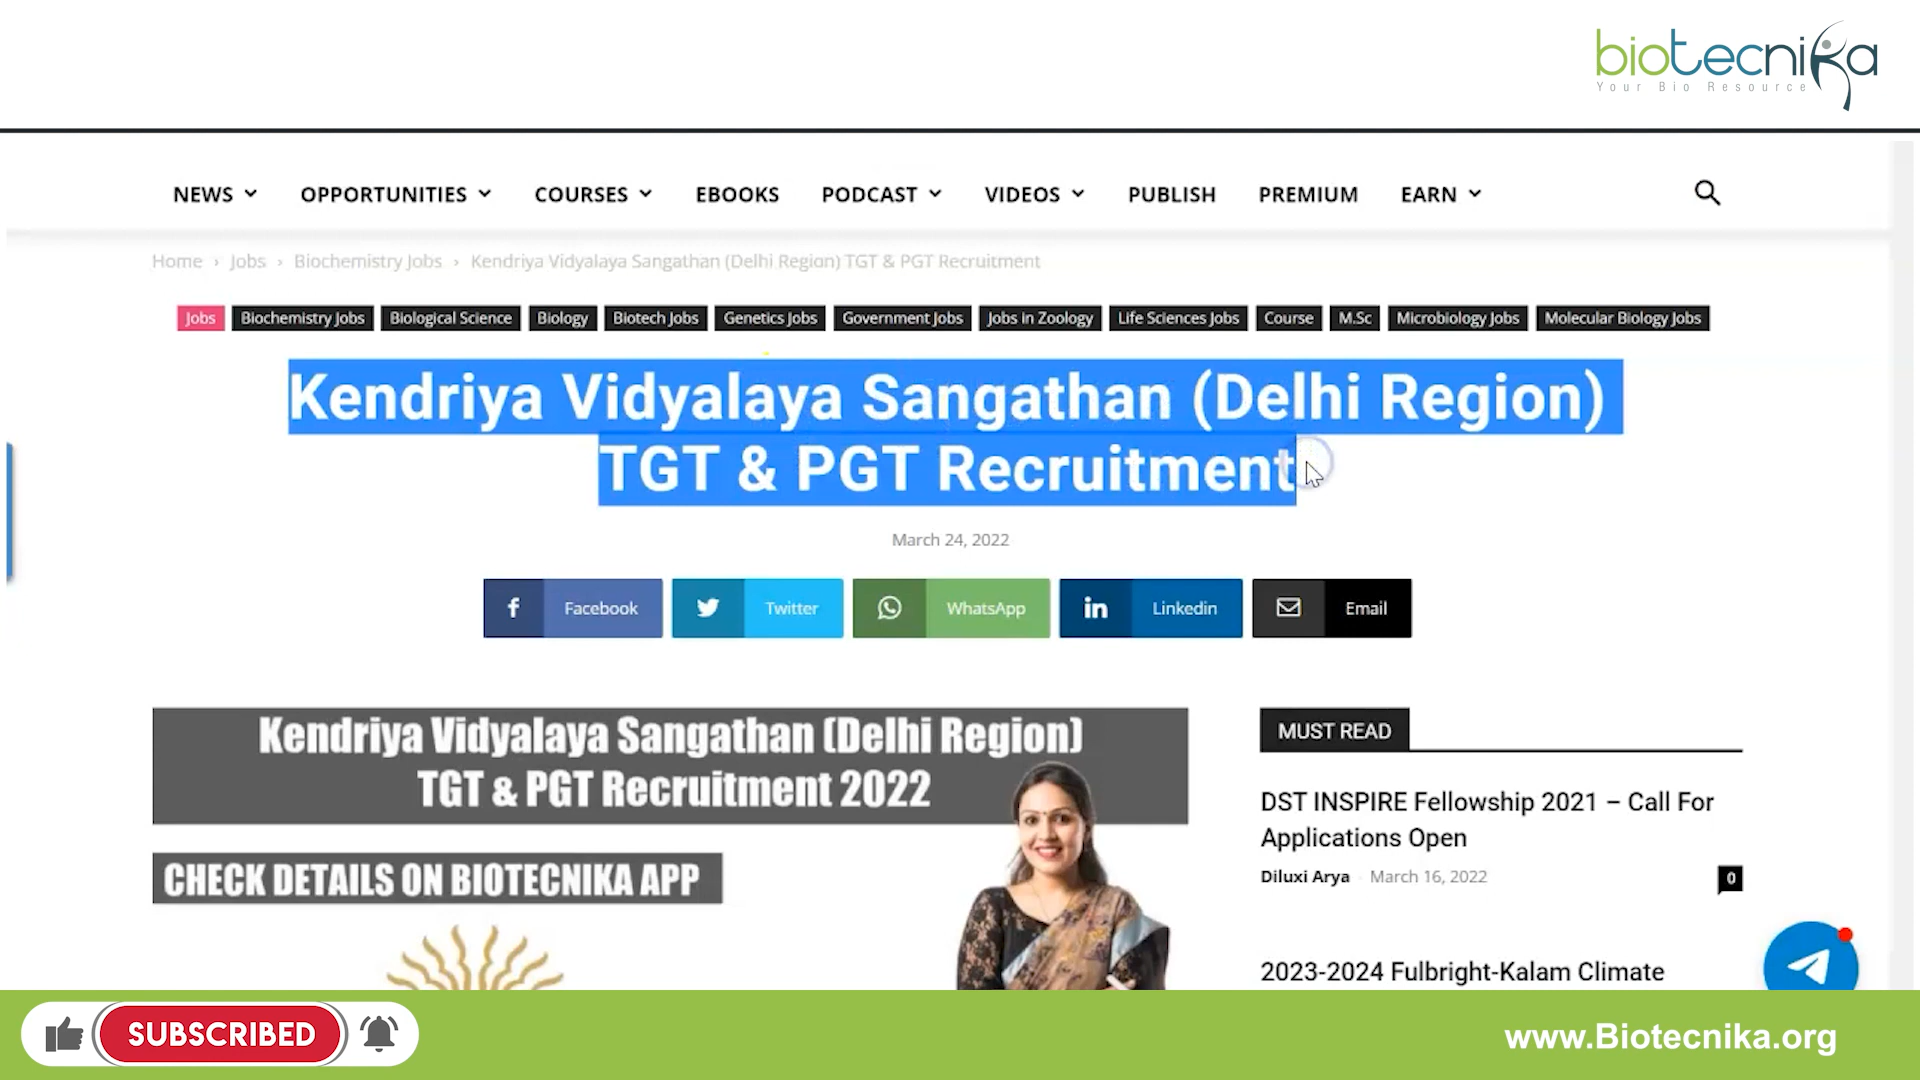 biotecnika
Your Bio Resource
NEWS OPPORTUNITIES COURSES EBOOKS PODCAST VIDEOS PUBLISH PREMIUM EARN
Home › Jobs › Biochemistry Jobs › Kendriya Vidyalaya Sangathan (Delhi Region) TGT & PGT Recruitment
Jobs Biochemistry Jobs Biological Science Biology Biotech Jobs Genetics Jobs Government Jobs Jobs in Zoology Life Sciences Jobs Course M.Sc Microbiology Jobs Molecular Biology Jobs
Kendriya Vidyalaya Sangathan (Delhi Region)
TGT & PGT Recruitment
March 24, 2022
Facebook Twitter WhatsApp Linkedin Email
Kendriya Vidyalaya Sangathan (Delhi Region)
TGT & PGT Recruitment 2022
CHECK DETAILS ON BIOTECNIKA APP
MUST READ
DST INSPIRE Fellowship 2021 – Call For
Applications Open
Diluxi Arya - March 16, 2022
0
2023-2024 Fulbright-Kalam Climate
SUBSCRIBED
www.Biotecnika.org